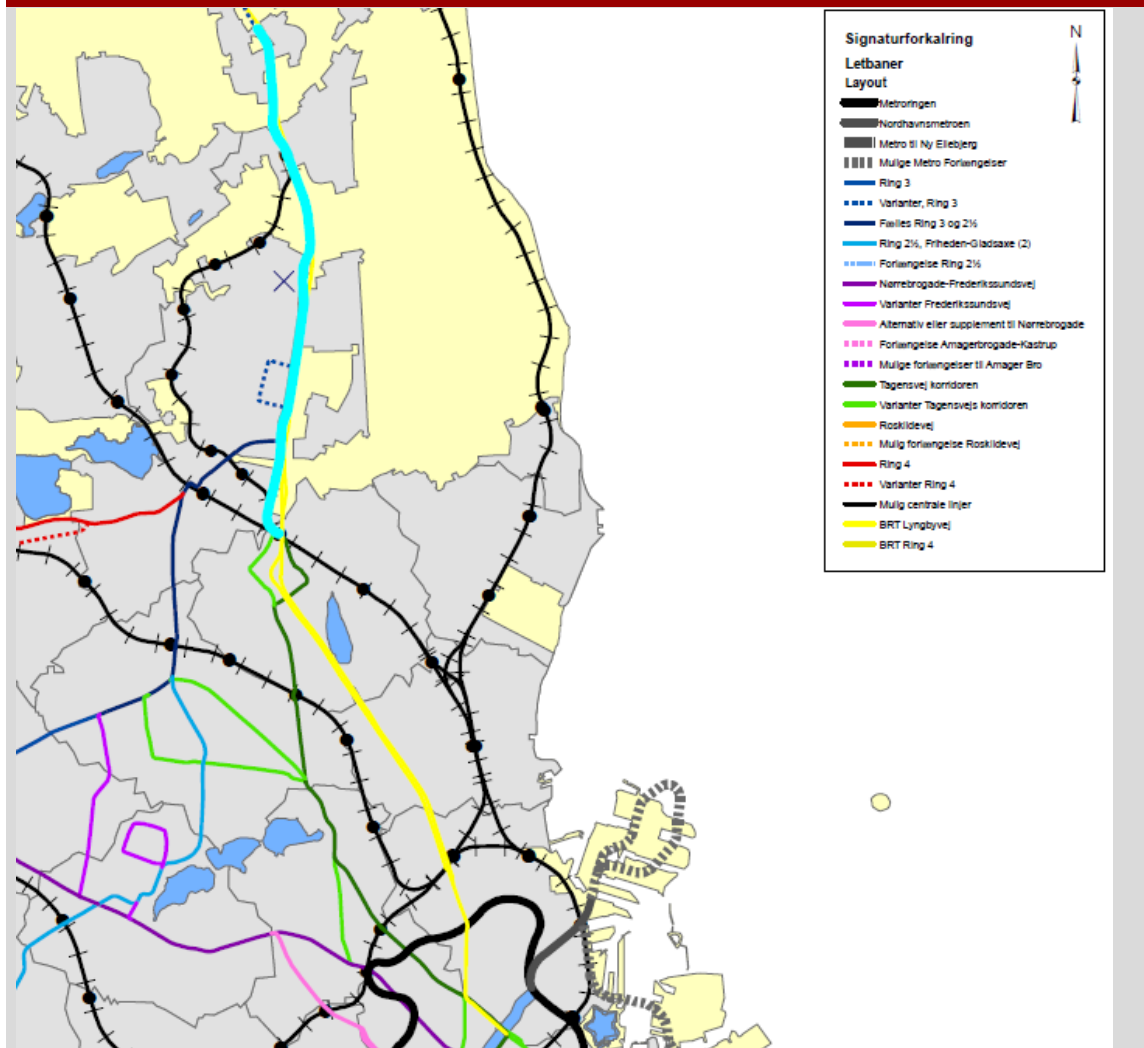 Signaturforkalring
N
Letbaner
Layout
Metroringen
Nordhavnsmetroen
Metro til Ny Ellebjerg
Mulige Metro Forlængelser
Ring 3
Varianter, Ring 3
Fælles Ring 3 og 2½
Ring 2½, Friheden-Gladsaxe (2)
Forlængelse Ring 2½
Nørrebrogade-Frederikssundsvej
Varianter Frederikssundsvej
Alternativ eller supplement til Nørrebrogade
Forlængelse Amagerbrogade-Kastrup
Mulige forlængelser til Amager Bro
Tagensvej korridoren
Varianter Tagensvejs korridoren
Roskildevej
Mulig forlængelse Roskildevej
Ring 4
Varianter Ring 4
Mulig centrale linjer
BRT Lyngbyvej
BRT Ring 4